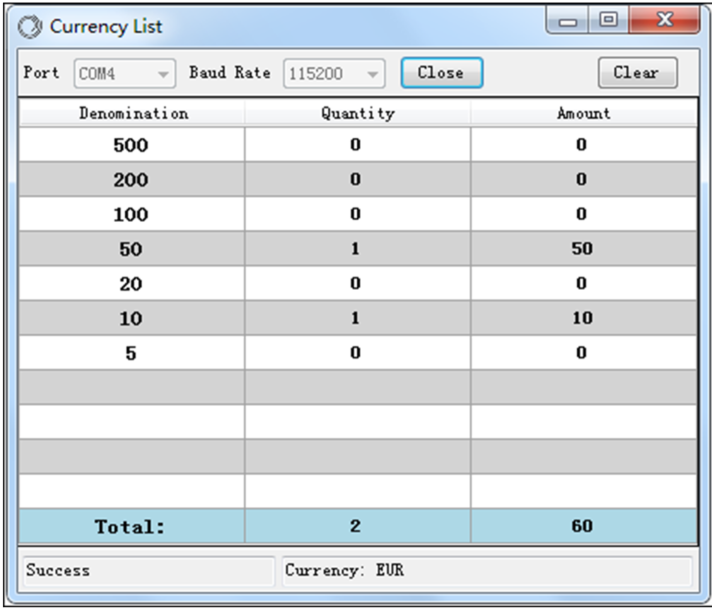 Currency List
Port COM4 Baud Rate 115200 Close Clear
Denomination Quantity Amount
500 0 0
200 0 0
100 0 0
50 1 50
20 0 0
10 1 10
5 0 0
Total: 2 60
Success Currency: EUR